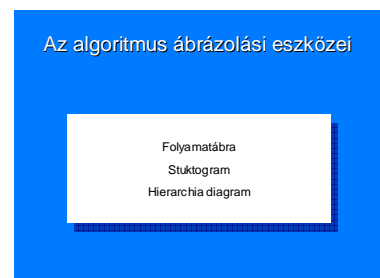 Az algoritmus ábrázolási eszközei
Folyamatábra
Stuktogram
Hierarchia diagram